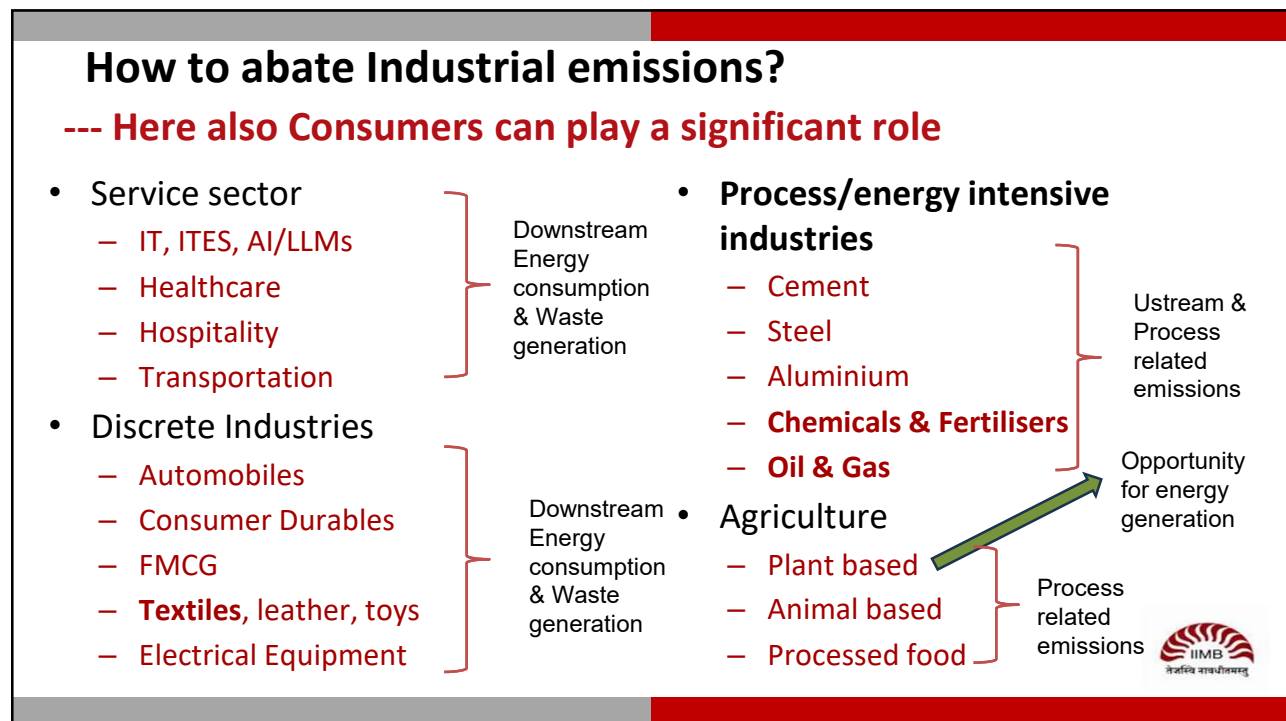 How to abate Industrial emissions?
--- Here also Consumers can play a significant role
• Service sector
– IT, ITES, AI/LLMs
– Healthcare
– Hospitality
– Transportation
Downstream
Energy
consumption
& Waste
generation
• Discrete Industries
– Automobiles
– Consumer Durables
– FMCG
– Textiles, leather, toys
– Electrical Equipment
Downstream
Energy
consumption
& Waste
generation
• Process/energy intensive
industries
– Cement
– Steel
– Aluminium
– Chemicals & Fertilisers
– Oil & Gas
Ustream &
Process
related
emissions
• Agriculture
– Plant based
– Animal based
– Processed food
Opportunity
for energy
generation
Process
related
emissions
IIMB
तेजस्वि नावधीतमस्तु